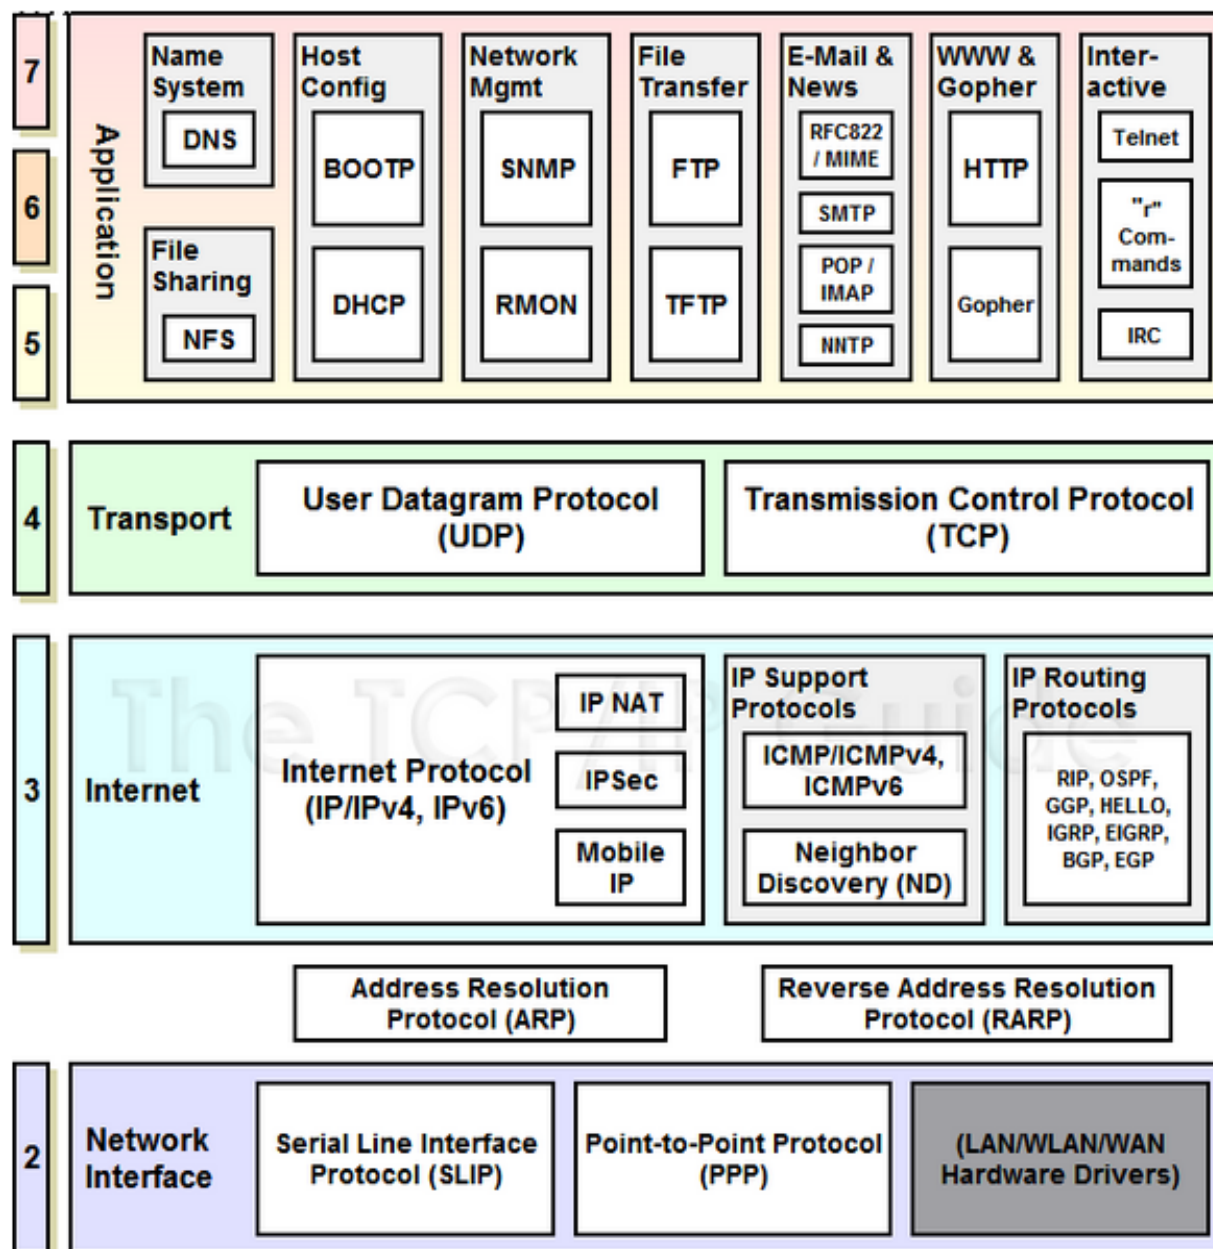 7
6
5
Application
Name
System
DNS
File
Sharing
NFS
Host
Config
BOOTP
DHCP
Network
Mgmt
SNMP
RMON
File
Transfer
FTP
TFTP
E-Mail &
News
RFC822
/ MIME
SMTP
POP /
IMAP
NNTP
WWW &
Gopher
HTTP
Gopher
Inter-
active
Telnet
"r"
Com-
mands
IRC
4
Transport
User Datagram Protocol
(UDP)
Transmission Control Protocol
(TCP)
The TCP/IP Guide
3
Internet
Internet Protocol
(IP/IPv4, IPv6)
IP NAT
IPSec
Mobile
IP
IP Support
Protocols
ICMP/ICMPv4,
ICMPv6
Neighbor
Discovery (ND)
IP Routing
Protocols
RIP, OSPF,
GGP, HELLO,
IGRP, EIGRP,
BGP, EGP
Address Resolution
Protocol (ARP)
Reverse Address Resolution
Protocol (RARP)
2
Network
Interface
Serial Line Interface
Protocol (SLIP)
Point-to-Point Protocol
(PPP)
(LAN/WLAN/WAN
Hardware Drivers)